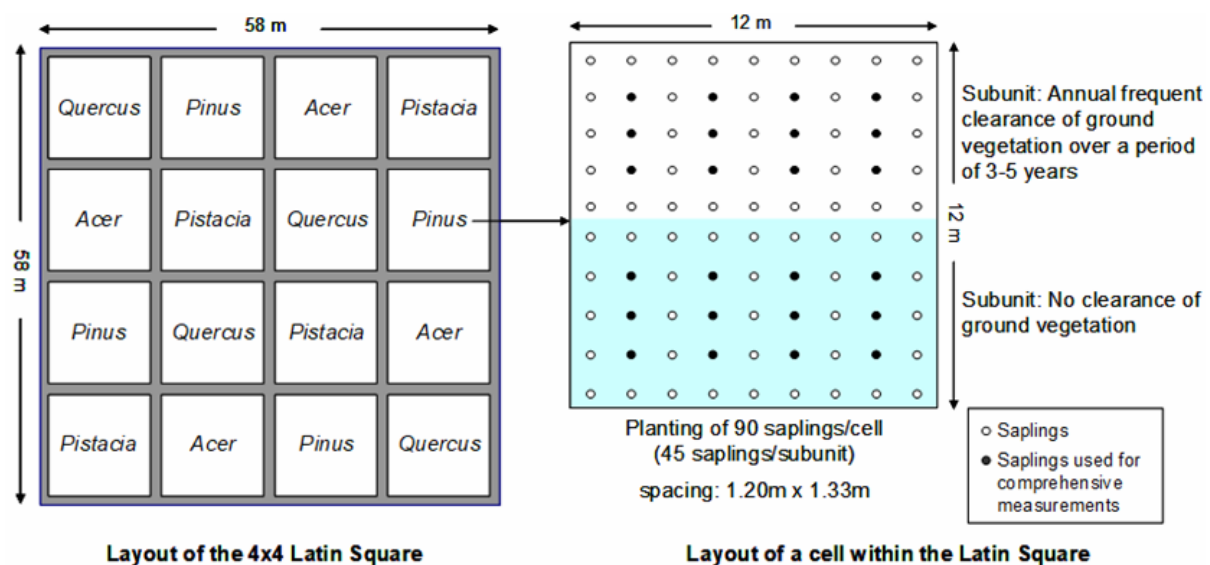 58 m
58 m
Quercus Pinus Acer Pistacia
Acer Pistacia Quercus Pinus
Pinus Quercus Pistacia Acer
Pistacia Acer Pinus Quercus
Layout of the 4x4 Latin Square
12 m
12 m
Subunit: Annual frequent
clearance of ground
vegetation over a period
of 3-5 years
Subunit: No clearance of
ground vegetation
Planting of 90 saplings/cell
(45 saplings/subunit)
spacing: 1.20m x 1.33m
Saplings
Saplings used for
comprehensive
measurements
Layout of a cell within the Latin Square